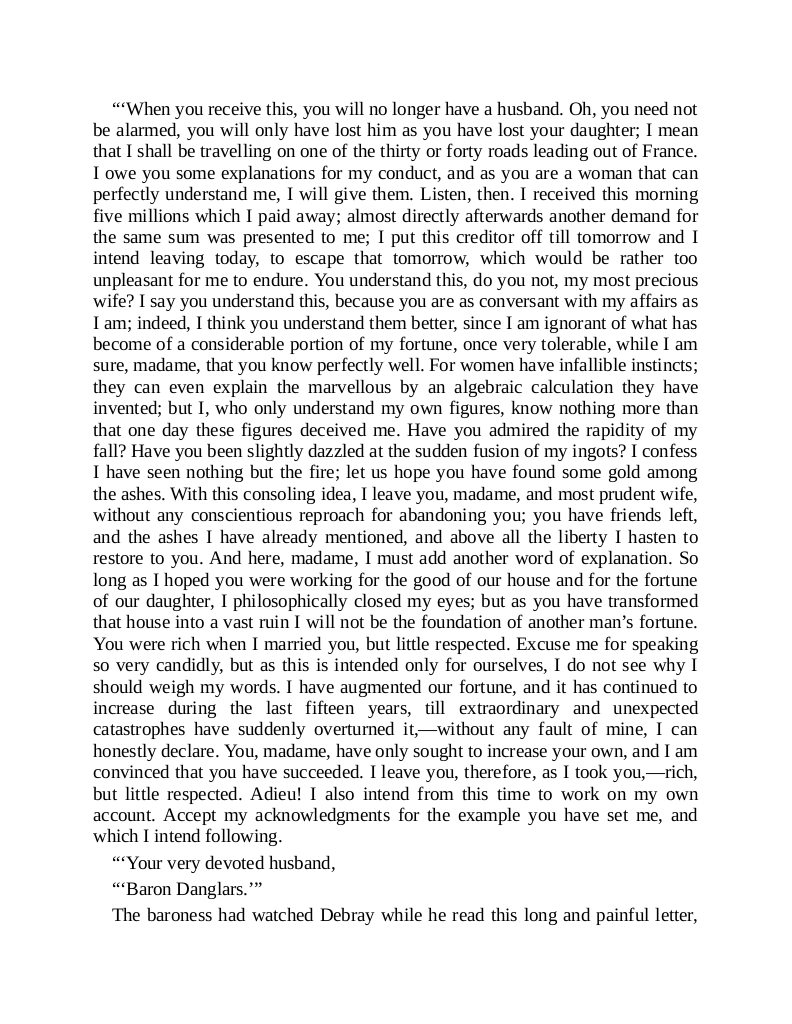 “‘When you receive this, you will no longer have a husband. Oh, you need not
be alarmed, you will only have lost him as you have lost your daughter; I mean
that I shall be travelling on one of the thirty or forty roads leading out of France.
I owe you some explanations for my conduct, and as you are a woman that can
perfectly understand me, I will give them. Listen, then. I received this morning
five millions which I paid away; almost directly afterwards another demand for
the same sum was presented to me; I put this creditor off till tomorrow and I
intend leaving today, to escape that tomorrow, which would be rather too
unpleasant for me to endure. You understand this, do you not, my most precious
wife? I say you understand this, because you are as conversant with my affairs as
I am; indeed, I think you understand them better, since I am ignorant of what has
become of a considerable portion of my fortune, once very tolerable, while I am
sure, madame, that you know perfectly well. For women have infallible instincts;
they can even explain the marvellous by an algebraic calculation they have
invented; but I, who only understand my own figures, know nothing more than
that one day these figures deceived me. Have you admired the rapidity of my
fall? Have you been slightly dazzled at the sudden fusion of my ingots? I confess
I have seen nothing but the fire; let us hope you have found some gold among
the ashes. With this consoling idea, I leave you, madame, and most prudent wife,
without any conscientious reproach for abandoning you; you have friends left,
and the ashes I have already mentioned, and above all the liberty I hasten to
restore to you. And here, madame, I must add another word of explanation. So
long as I hoped you were working for the good of our house and for the fortune
of our daughter, I philosophically closed my eyes; but as you have transformed
that house into a vast ruin I will not be the foundation of another man’s fortune.
You were rich when I married you, but little respected. Excuse me for speaking
so very candidly, but as this is intended only for ourselves, I do not see why I
should weigh my words. I have augmented our fortune, and it has continued to
increase during the last fifteen years, till extraordinary and unexpected
catastrophes have suddenly overturned it,—without any fault of mine, I can
honestly declare. You, madame, have only sought to increase your own, and I am
convinced that you have succeeded. I leave you, therefore, as I took you,—rich,
but little respected. Adieu! I also intend from this time to work on my own
account. Accept my acknowledgments for the example you have set me, and
which I intend following.
“‘Your very devoted husband,
“‘Baron Danglars.’”
The baroness had watched Debray while he read this long and painful letter,